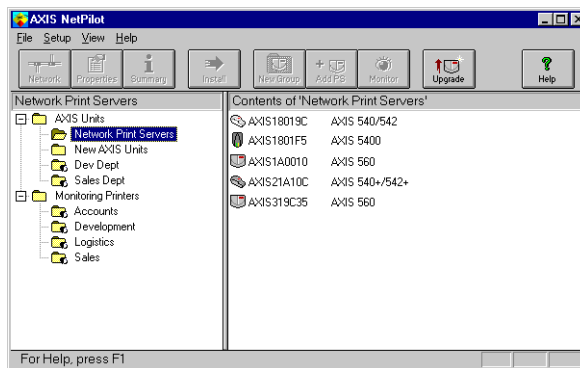 AXIS NetPilot
File Setup View Help
Network Properties Summary Install New Group Add PS Monitor Upgrade Help
Network Print Servers
Contents of 'Network Print Servers'
AXIS Units
Network Print Servers
New AXIS Units
Dev Dept
Sales Dept
Monitoring Printers
Accounts
Development
Logistics
Sales
AXIS18019C AXIS 540/542
AXIS1801F5 AXIS 5400
AXIS1A0010 AXIS 560
AXIS21A10C AXIS 540+/542+
AXIS319C35 AXIS 560
For Help, press F1